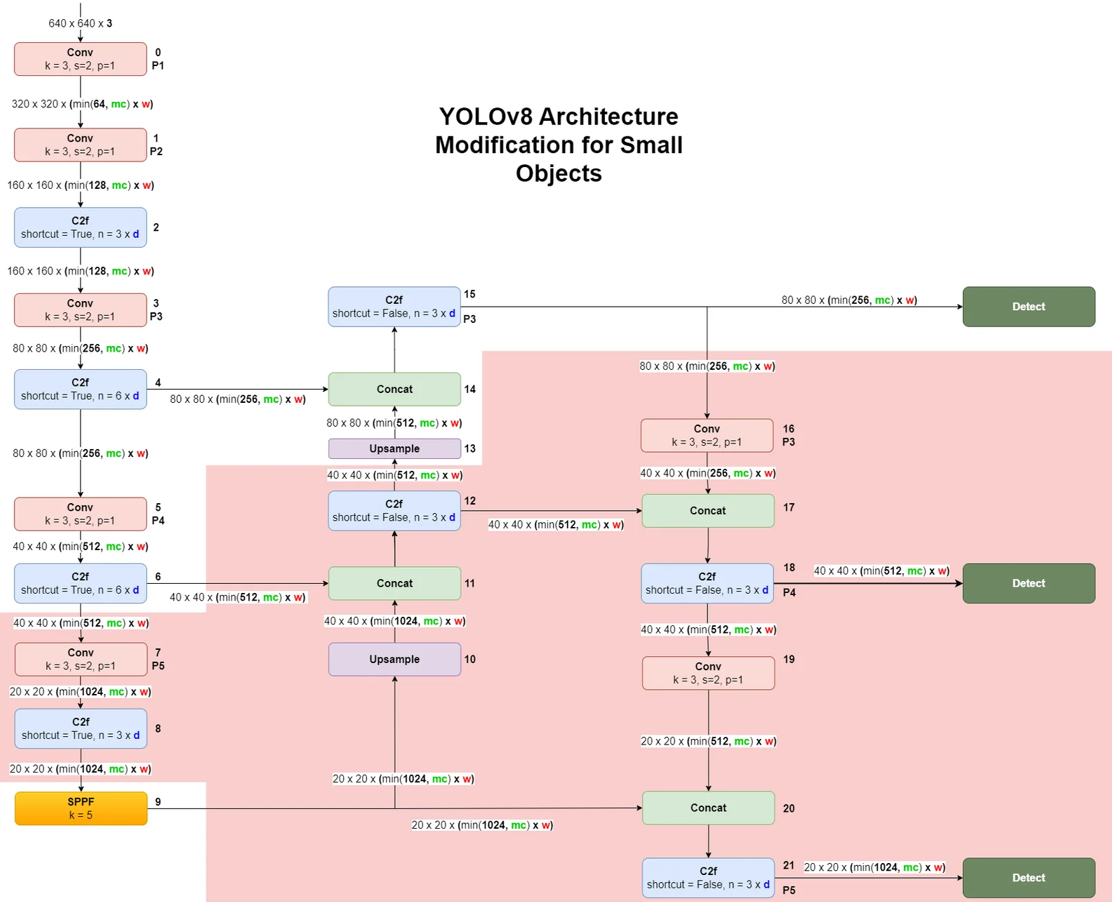 640 x 640 x 3
Conv
k = 3, s=2, p=1
0
P1
320 x 320 x (min(64, mc) x w)
Conv
k = 3, s=2, p=1
1
P2
160 x 160 x (min(128, mc) x w)
C2f
shortcut = True, n = 3 x d
2
160 x 160 x (min(128, mc) x w)
Conv
k = 3, s=2, p=1
3
P3
80 x 80 x (min(256, mc) x w)
C2f
shortcut = True, n = 6 x d
4
80 x 80 x (min(256, mc) x w)
80 x 80 x (min(256, mc) x w)
Conv
k = 3, s=2, p=1
5
P4
40 x 40 x (min(512, mc) x w)
C2f
shortcut = True, n = 6 x d
6
40 x 40 x (min(512, mc) x w)
40 x 40 x (min(512, mc) x w)
Conv
k = 3, s=2, p=1
7
P5
20 x 20 x (min(1024, mc) x w)
C2f
shortcut = True, n = 3 x d
8
20 x 20 x (min(1024, mc) x w)
SPPF
k = 5
9
YOLOv8 Architecture
Modification for Small
Objects
C2f
shortcut = False, n = 3 x d
15
P3
Concat
14
80 x 80 x (min(512, mc) x w)
Upsample
13
40 x 40 x (min(512, mc) x w)
C2f
shortcut = False, n = 3 x d
12
40 x 40 x (min(512, mc) x w)
Concat
11
40 x 40 x (min(1024, mc) x w)
Upsample
10
20 x 20 x (min(1024, mc) x w)
20 x 20 x (min(1024, mc) x w)
80 x 80 x (min(256, mc) x w)
Detect
80 x 80 x (min(256, mc) x w)
Conv
k = 3, s=2, p=1
16
P3
40 x 40 x (min(256, mc) x w)
Concat
17
C2f
shortcut = False, n = 3 x d
18
P4
40 x 40 x (min(512, mc) x w)
Detect
40 x 40 x (min(512, mc) x w)
Conv
k = 3, s=2, p=1
19
20 x 20 x (min(512, mc) x w)
Concat
20
C2f
shortcut = False, n = 3 x d
21
P5
20 x 20 x (min(1024, mc) x w)
Detect